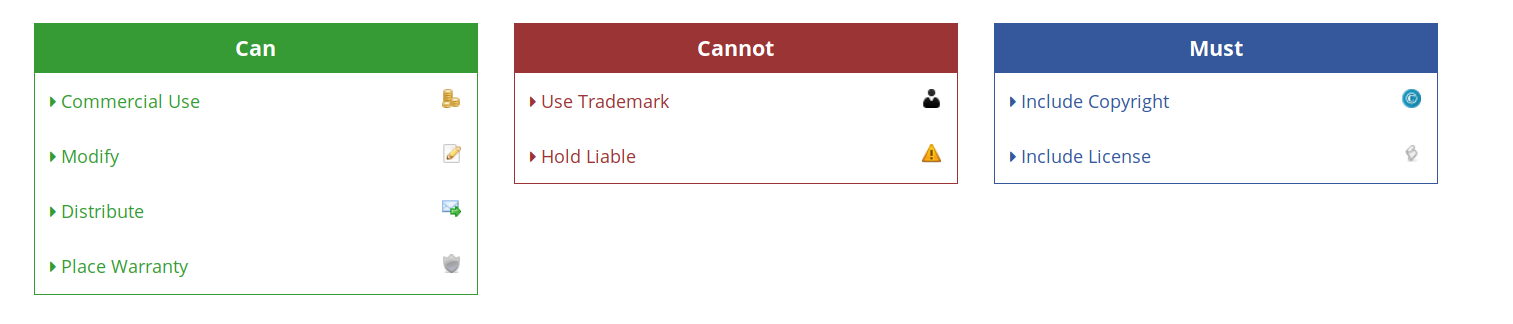 Can
Commercial Use
Modify
Distribute
Place Warranty
Cannot
Use Trademark
Hold Liable
Must
Include Copyright
Include License